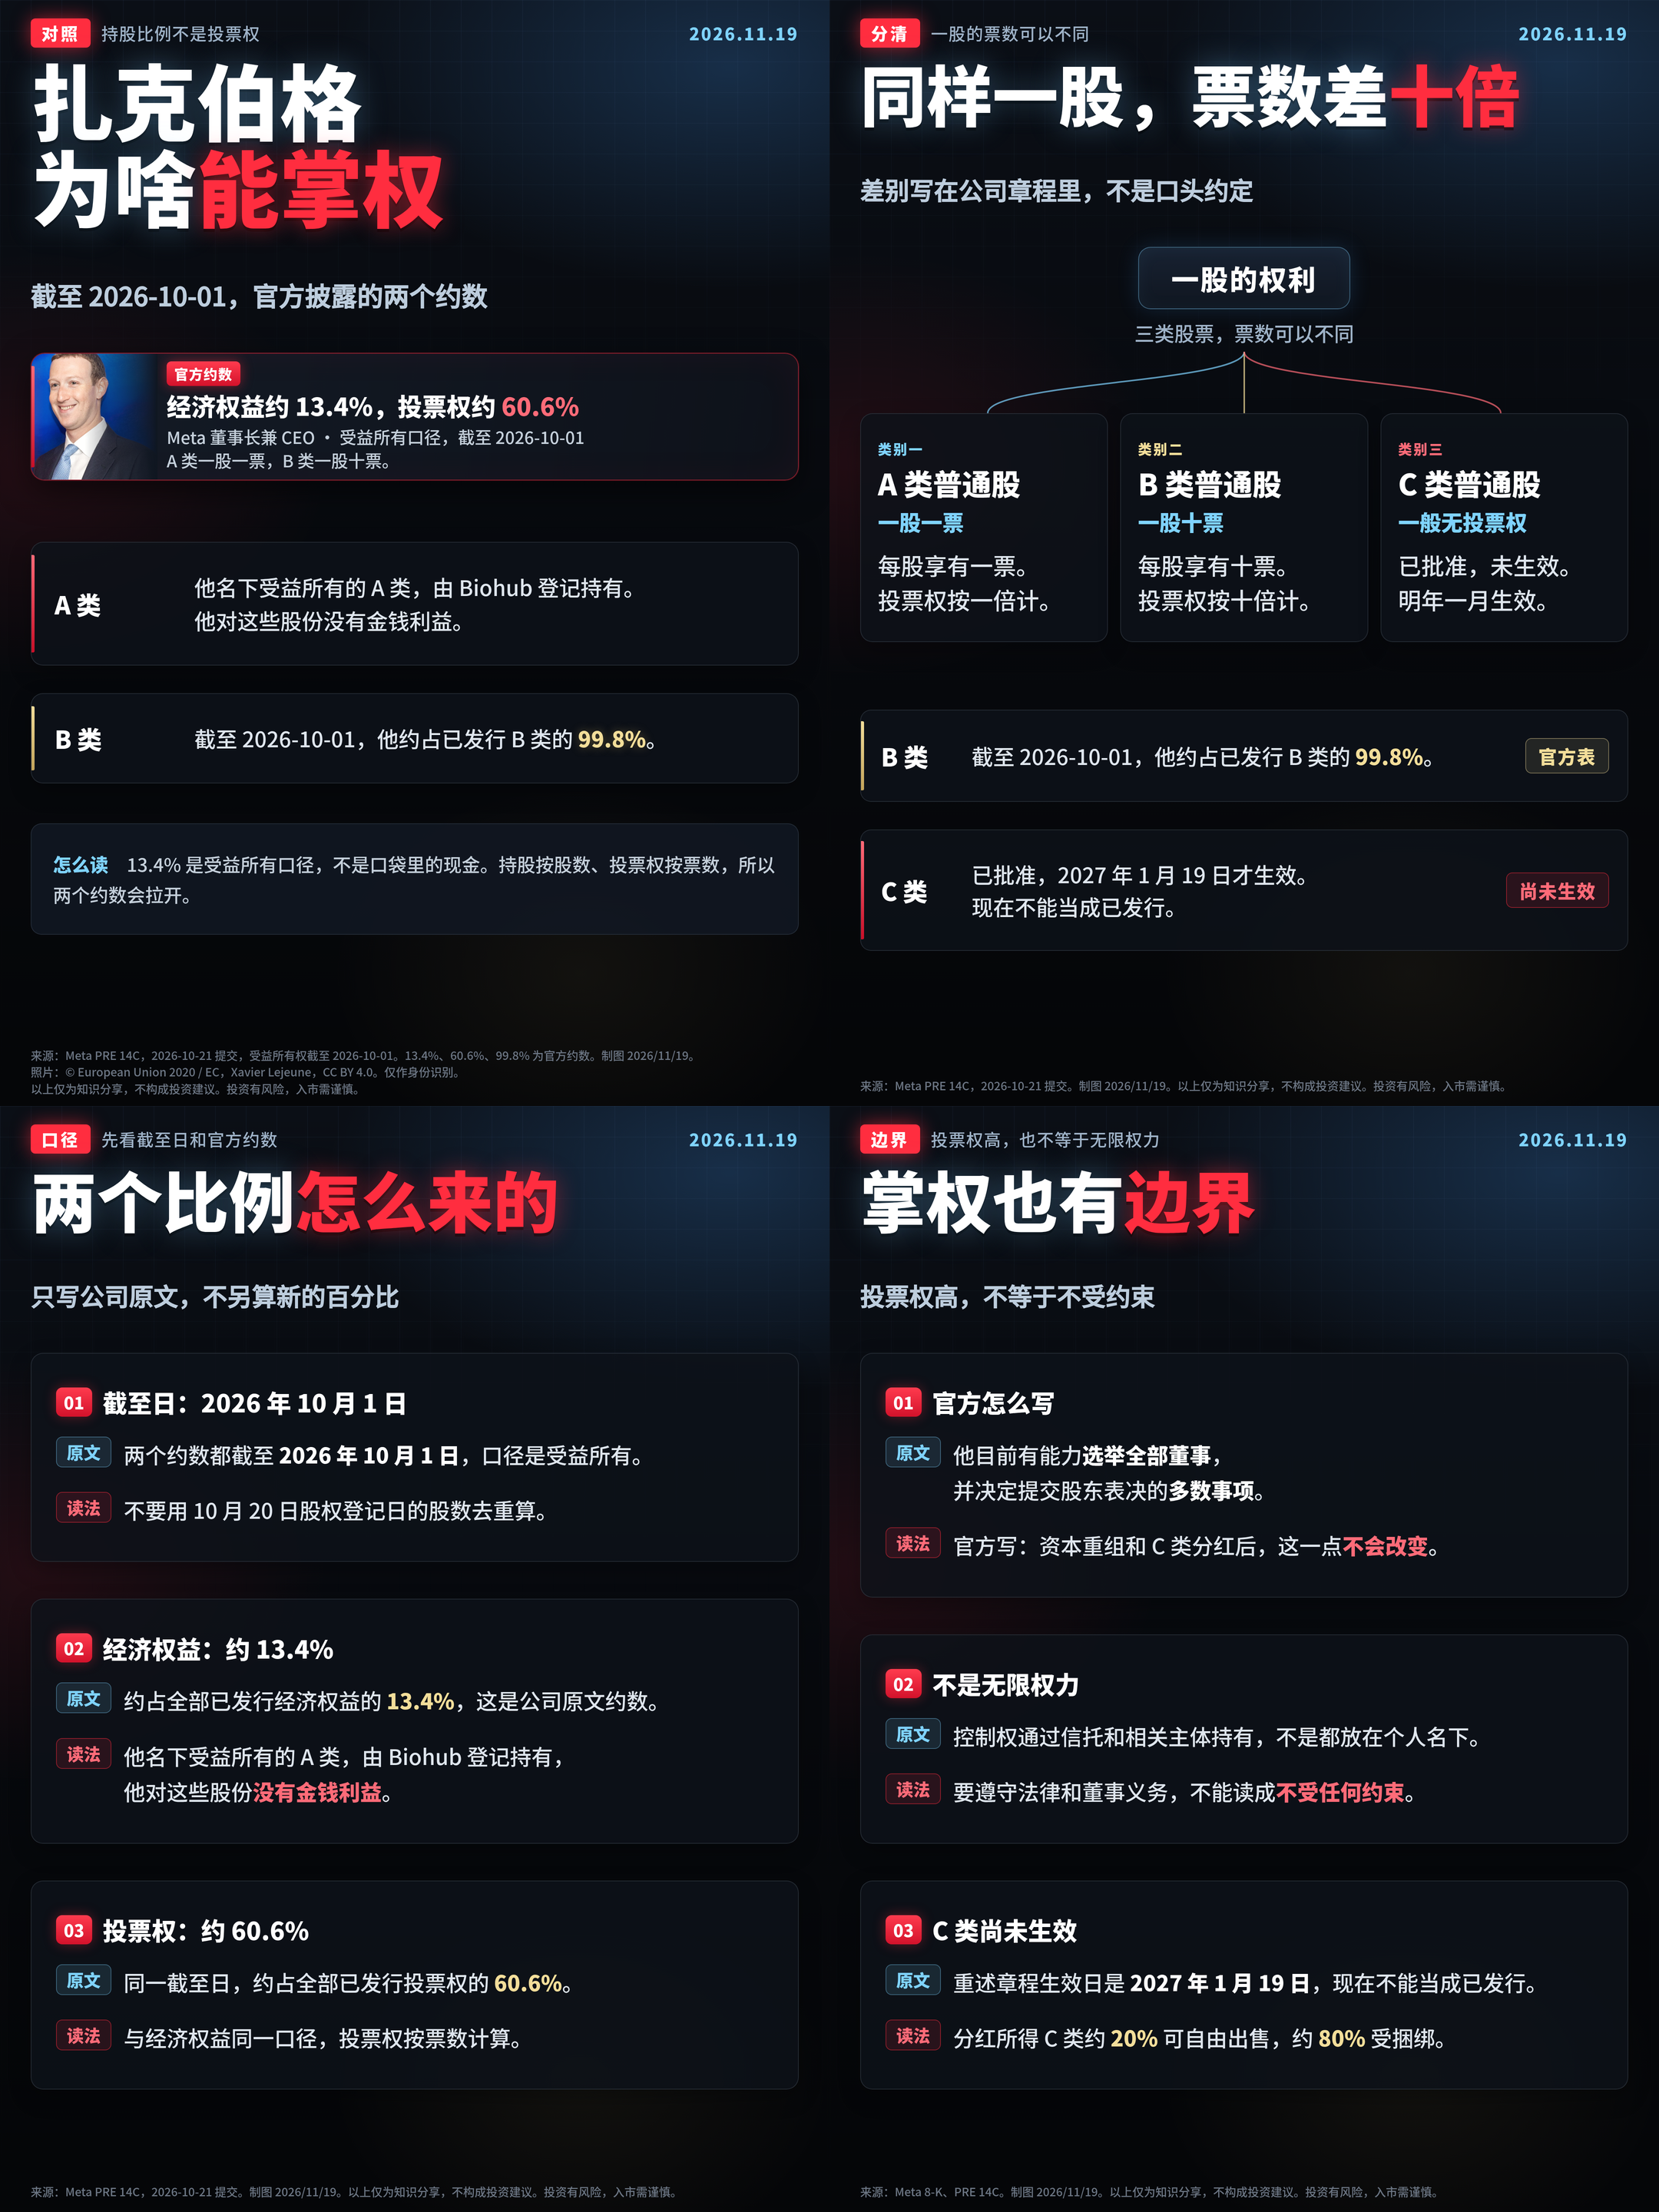 对照 持股比例不是投票权 2026.11.19
扎克伯格
为啥能掌权
截至 2026-10-01，官方披露的两个约数
官方约数
经济权益约 13.4%，投票权约 60.6%
Meta 董事长兼 CEO · 受益所有口径，截至 2026-10-01
A 类一股一票，B 类一股十票。
A 类
他名下受益所有的 A 类，由 Biohub 登记持有。
他对这些股份没有金钱利益。
B 类 截至 2026-10-01，他约占已发行 B 类的 99.8%。
怎么读 13.4% 是受益所有口径，不是口袋里的现金。持股按股数、投票权按票数，所以
两个约数会拉开。
来源：Meta PRE 14C，2026-10-21 提交，受益所有权截至 2026-10-01。13.4%、60.6%、99.8% 为官方约数。制图 2026/11/19。
照片：© European Union 2020 / EC，Xavier Lejeune，CC BY 4.0。仅作身份识别。
以上仅为知识分享，不构成投资建议。投资有风险，入市需谨慎。
分清 一股的票数可以不同 2026.11.19
同样一股，票数差十倍
差别写在公司章程里，不是口头约定
一股的权利
三类股票，票数可以不同
类别一
A 类普通股
一股一票
每股享有一票。
投票权按一倍计。
类别二
B 类普通股
一股十票
每股享有十票。
投票权按十倍计。
类别三
C 类普通股
一般无投票权
已批准，未生效。
明年一月生效。
B 类 截至 2026-10-01，他约占已发行 B 类的 99.8%。 官方表
C 类
已批准，2027 年 1 月 19 日才生效。
现在不能当成已发行。
尚未生效
来源：Meta PRE 14C，2026-10-21 提交。制图 2026/11/19。以上仅为知识分享，不构成投资建议。投资有风险，入市需谨慎。
口径 先看截至日和官方约数 2026.11.19
两个比例怎么来的
只写公司原文，不另算新的百分比
01 截至日：2026 年 10 月 1 日
原文 两个约数都截至 2026 年 10 月 1 日，口径是受益所有。
读法 不要用 10 月 20 日股权登记日的股数去重算。
02 经济权益：约 13.4%
原文 约占全部已发行经济权益的 13.4%，这是公司原文约数。
读法 他名下受益所有的 A 类，由 Biohub 登记持有，
他对这些股份没有金钱利益。
03 投票权：约 60.6%
原文 同一截至日，约占全部已发行投票权的 60.6%。
读法 与经济权益同一口径，投票权按票数计算。
来源：Meta PRE 14C，2026-10-21 提交。制图 2026/11/19。以上仅为知识分享，不构成投资建议。投资有风险，入市需谨慎。
边界 投票权高，也不等于无限权力 2026.11.19
掌权也有边界
投票权高，不等于不受约束
01 官方怎么写
原文 他目前有能力选举全部董事，
并决定提交股东表决的多数事项。
读法 官方写：资本重组和 C 类分红后，这一点不会改变。
02 不是无限权力
原文 控制权通过信托和相关主体持有，不是都放在个人名下。
读法 要遵守法律和董事义务，不能读成不受任何约束。
03 C 类尚未生效
原文 重述章程生效日是 2027 年 1 月 19 日，现在不能当成已发行。
读法 分红所得 C 类约 20% 可自由出售，约 80% 受捆绑。
来源：Meta 8-K、PRE 14C。制图 2026/11/19。以上仅为知识分享，不构成投资建议。投资有风险，入市需谨慎。